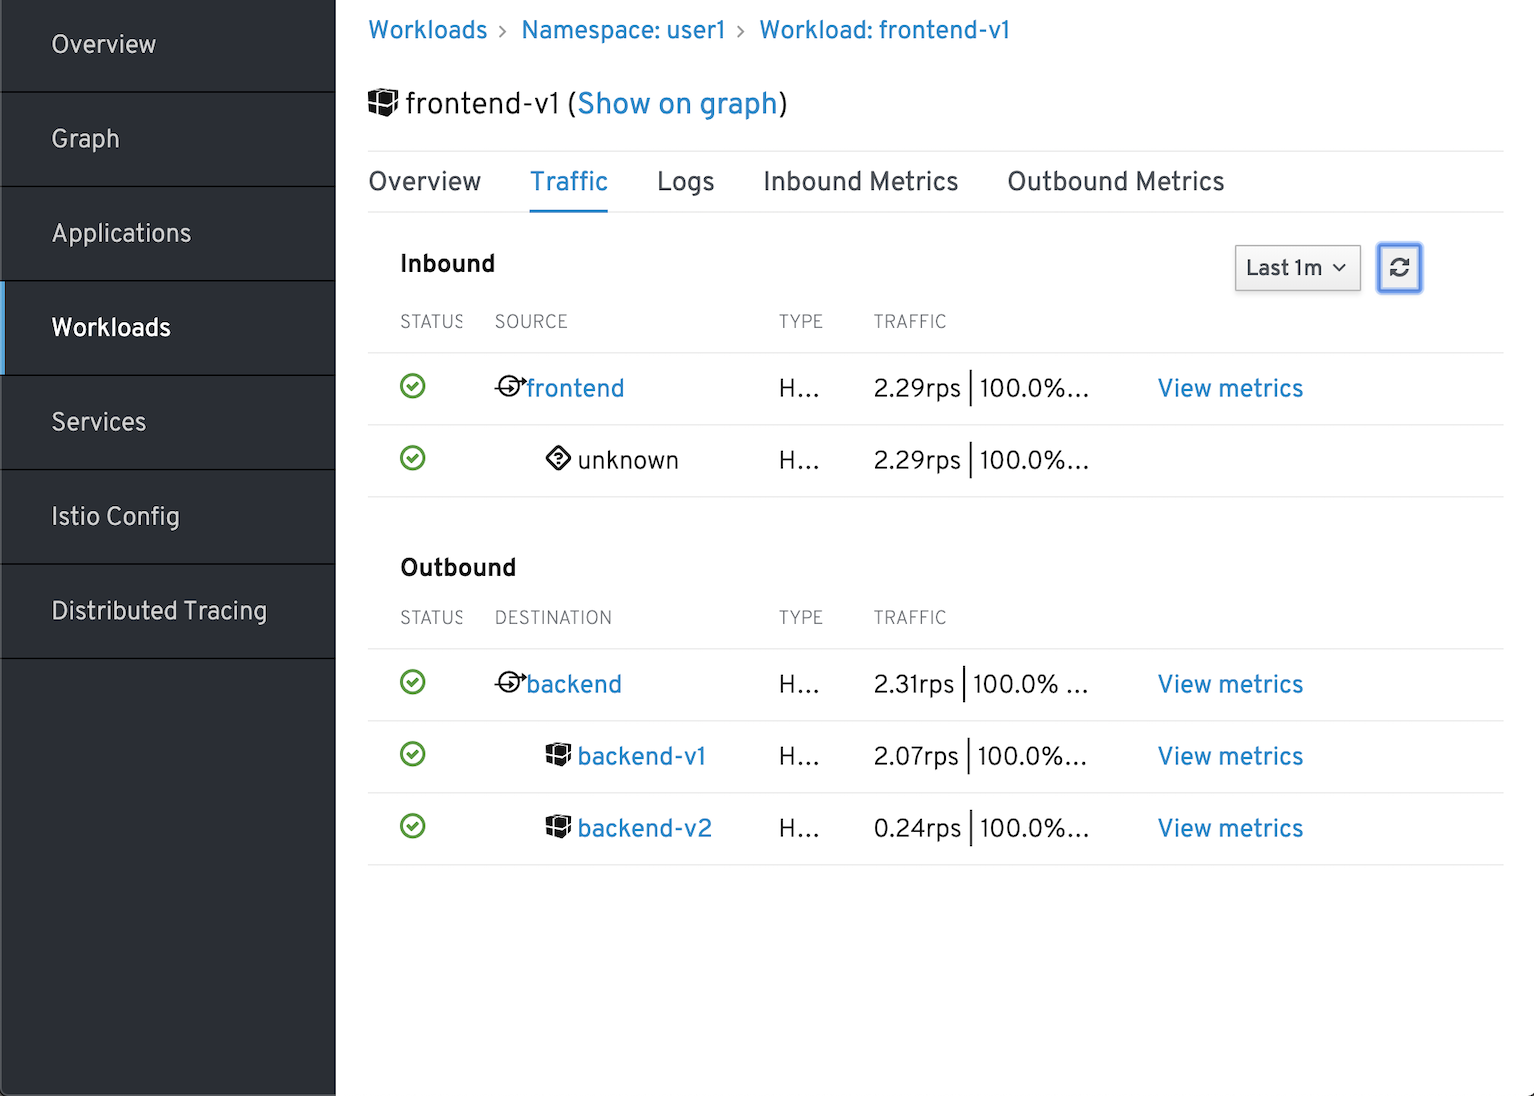 Overview
Graph
Applications
Workloads
Services
Istio Config
Distributed Tracing
Workloads > Namespace: user1 > Workload: frontend-v1
frontend-v1 (Show on graph)
Overview Traffic Logs Inbound Metrics Outbound Metrics
Inbound Last 1m
STATUS SOURCE TYPE TRAFFIC
frontend H... 2.29rps | 100.0%... View metrics
unknown H... 2.29rps | 100.0%...
Outbound
STATUS DESTINATION TYPE TRAFFIC
backend H... 2.31rps | 100.0% ... View metrics
backend-v1 H... 2.07rps | 100.0%... View metrics
backend-v2 H... 0.24rps | 100.0%... View metrics